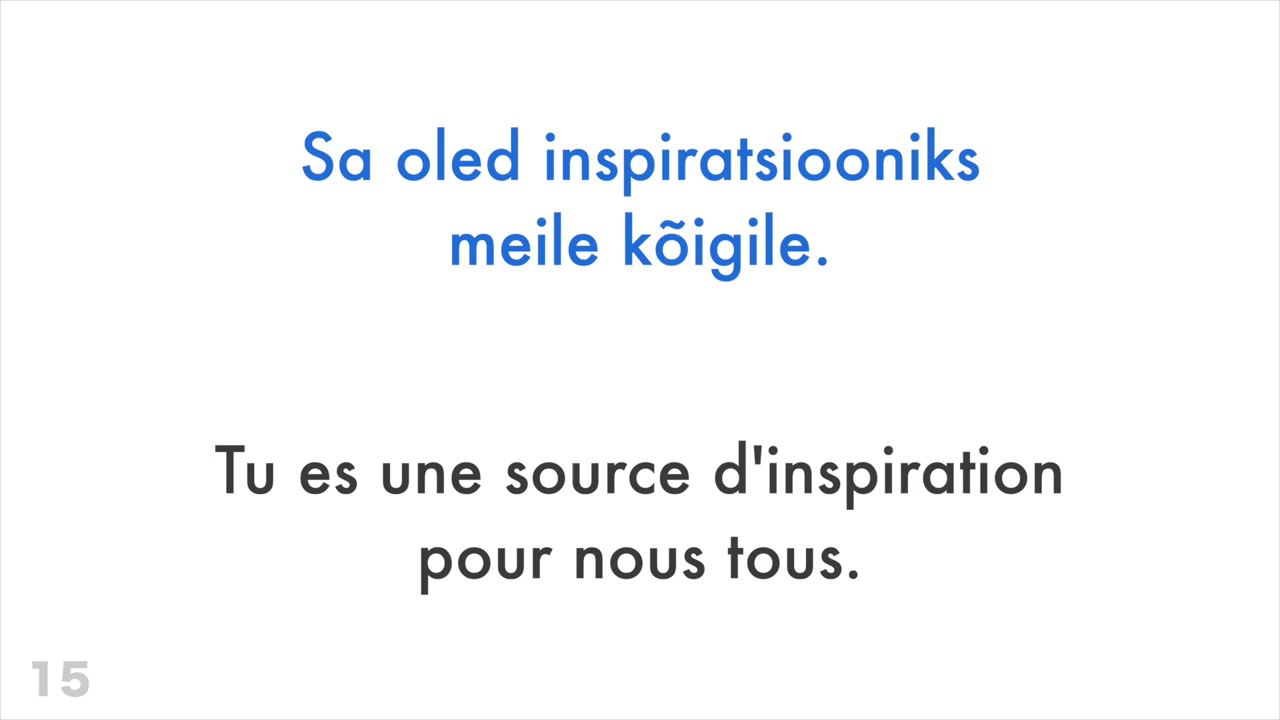 Sa oled inspiratsiooniks
meile kõigile.
Tu es une source d'inspiration
pour nous tous.
15